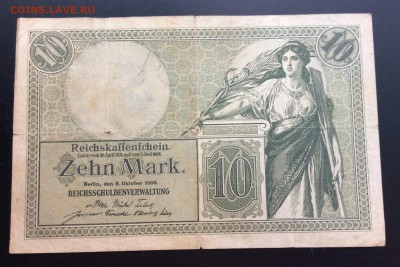 COINS.LAVE.RU
10
10
Reichskassenschein.
Zehn Mark.
Berlin, den 6. Oktober 1906.
REICHSSCHULDENVERWALTUNG
10